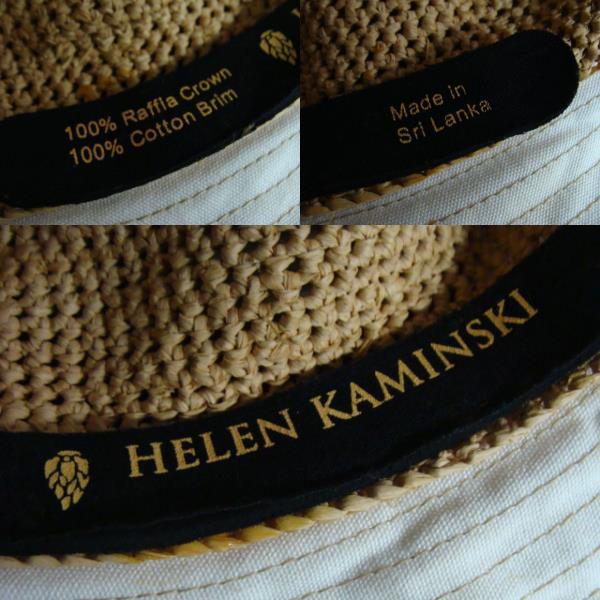 100% Raffia Crown
100% Cotton Brim
Made in
Sri Lanka
HELEN KAMINSKI